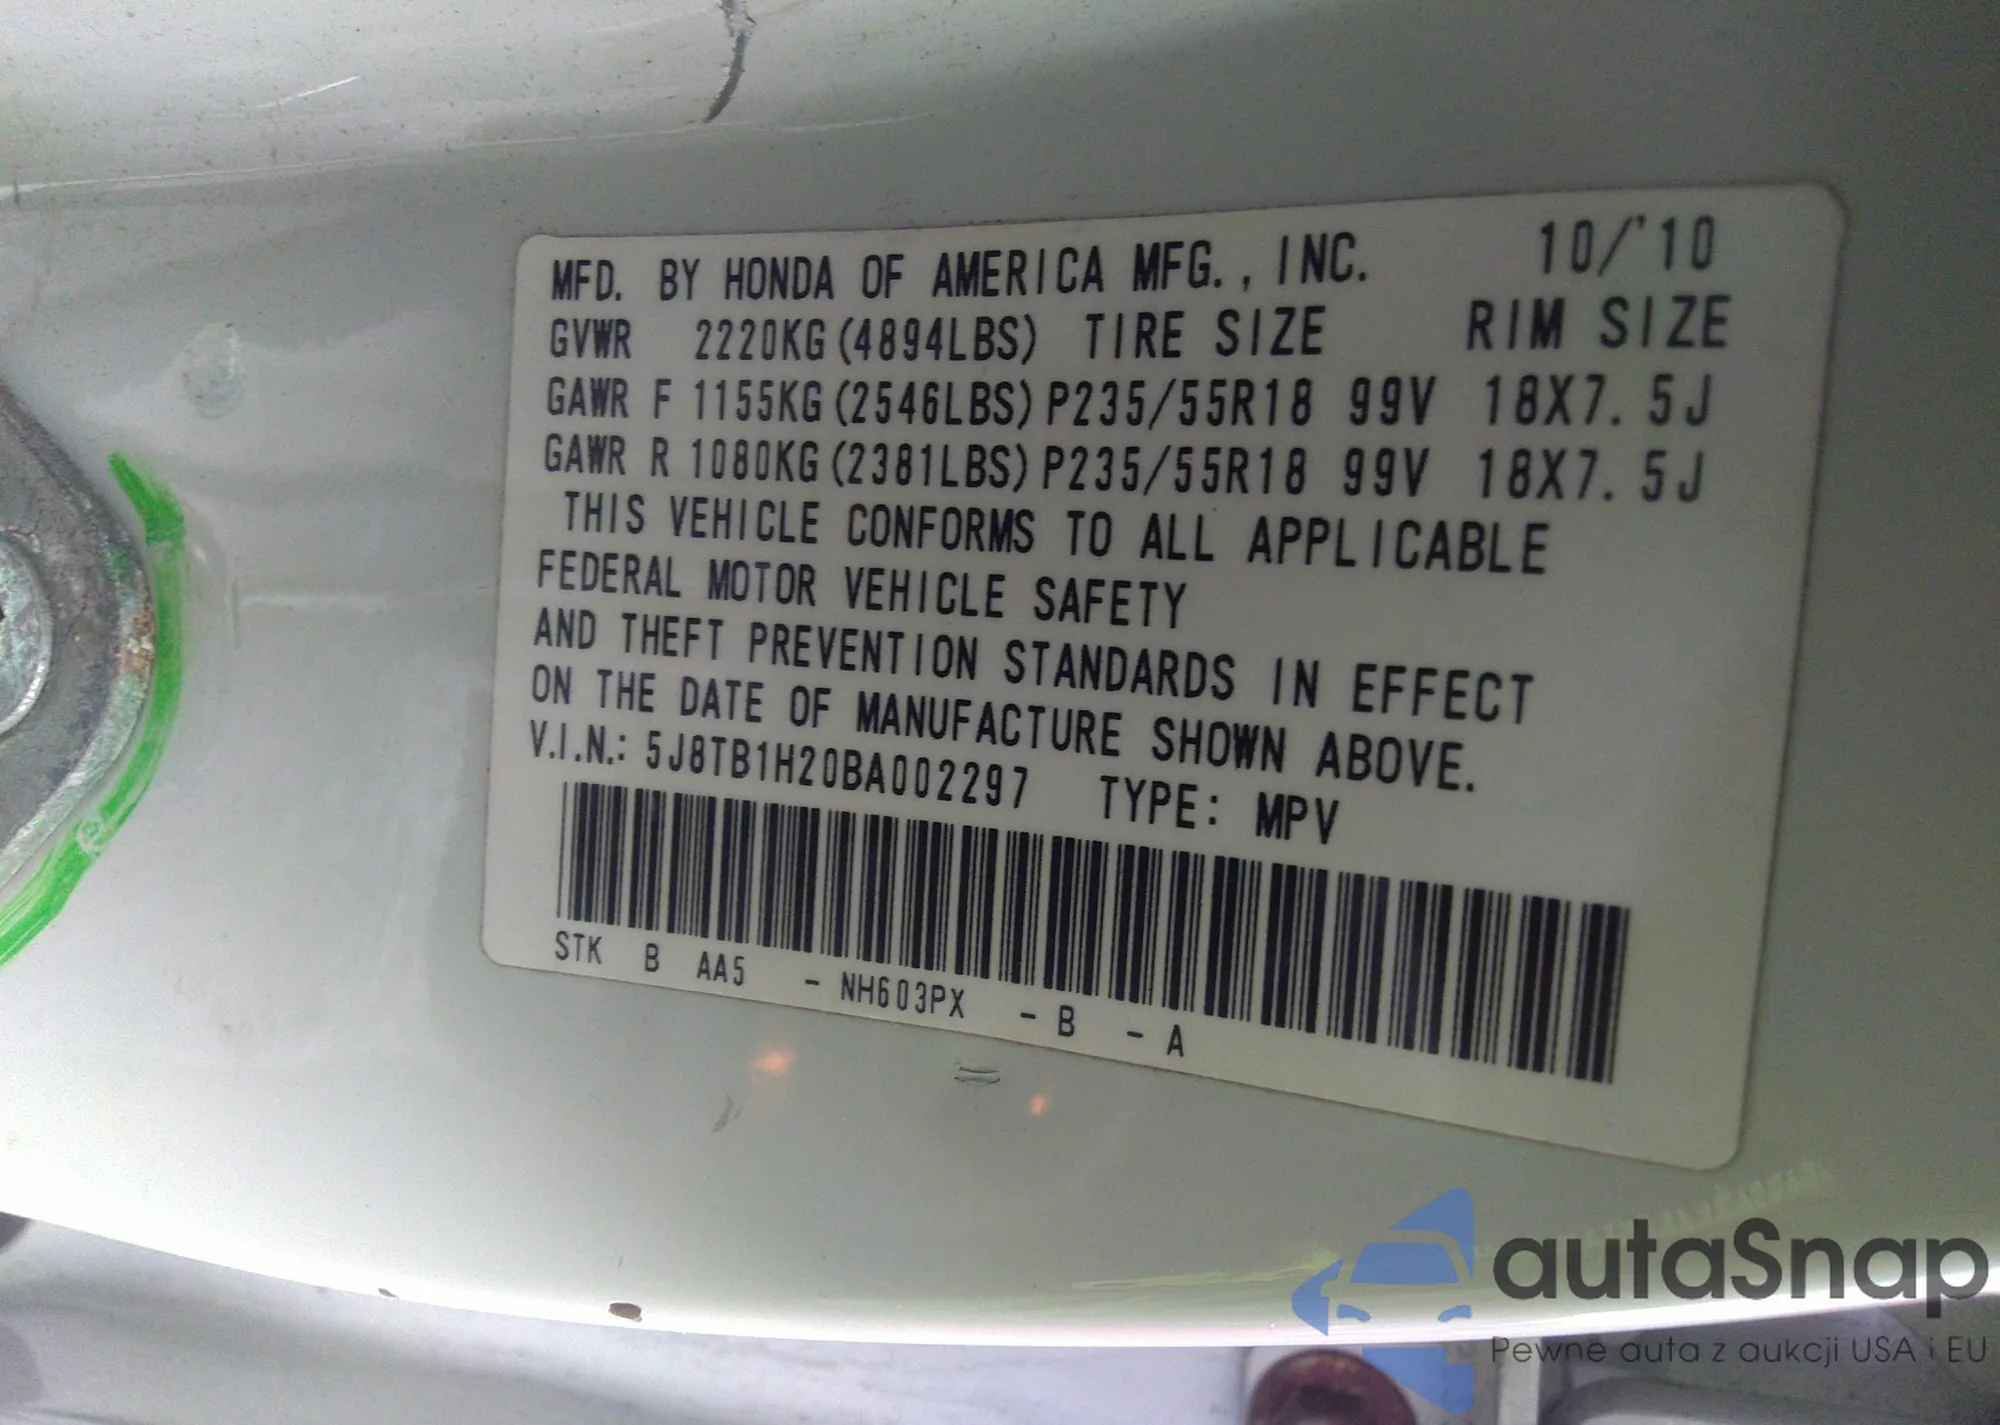 MFD. BY HONDA OF AMERICA MFG., INC. 10/'10
GVWR 2220KG(4894LBS) TIRE SIZE RIM SIZE
GAWR F 1155KG(2546LBS) P235/55R18 99V 18X7.5J
GAWR R 1080KG(2381LBS) P235/55R18 99V 18X7.5J
THIS VEHICLE CONFORMS TO ALL APPLICABLE
FEDERAL MOTOR VEHICLE SAFETY
AND THEFT PREVENTION STANDARDS IN EFFECT
ON THE DATE OF MANUFACTURE SHOWN ABOVE.
V.I.N.: 5J8TB1H20BA002297 TYPE: MPV
STK B AA5 - NH603PX - B - A
autaSnap
Pewne auta z aukcji USA i EU